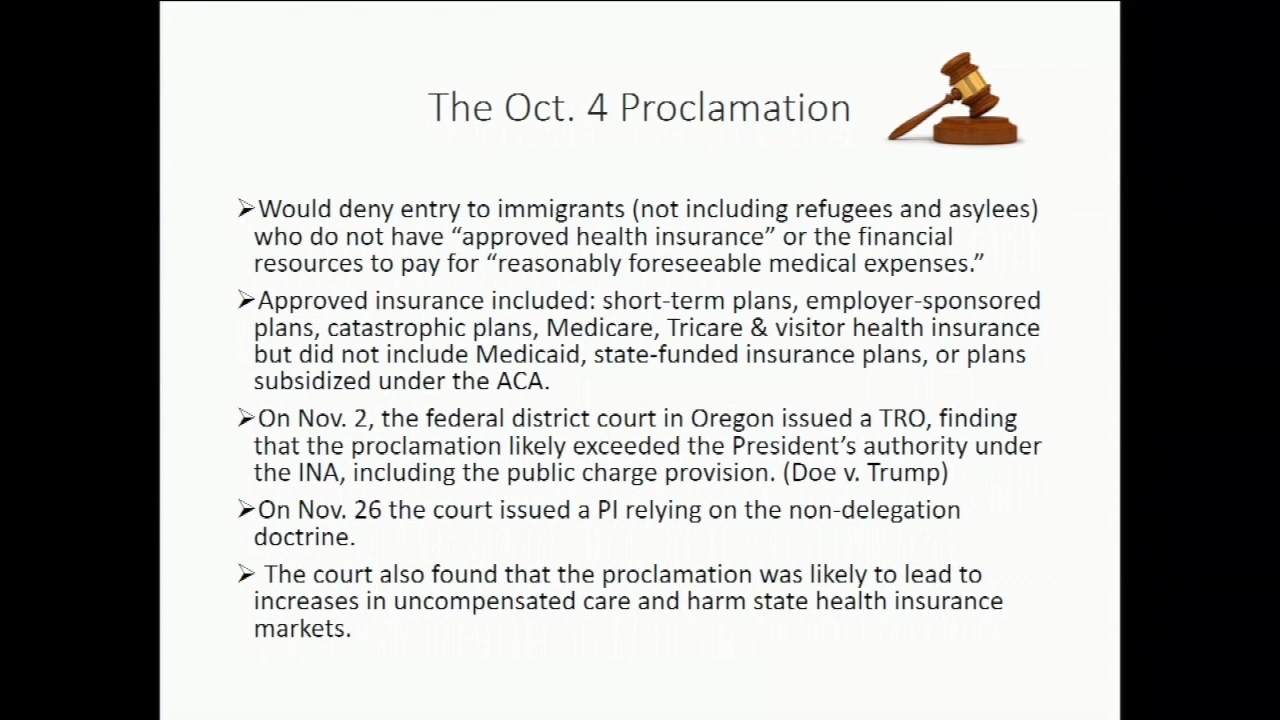 The Oct. 4 Proclamation
➢Would deny entry to immigrants (not including refugees and asylees)
who do not have “approved health insurance” or the financial
resources to pay for “reasonably foreseeable medical expenses.”
➢Approved insurance included: short-term plans, employer-sponsored
plans, catastrophic plans, Medicare, Tricare & visitor health insurance
but did not include Medicaid, state-funded insurance plans, or plans
subsidized under the ACA.
➢On Nov. 2, the federal district court in Oregon issued a TRO, finding
that the proclamation likely exceeded the President’s authority under
the INA, including the public charge provision. (Doe v. Trump)
➢On Nov. 26 the court issued a PI relying on the non-delegation
doctrine.
➢ The court also found that the proclamation was likely to lead to
increases in uncompensated care and harm state health insurance
markets.